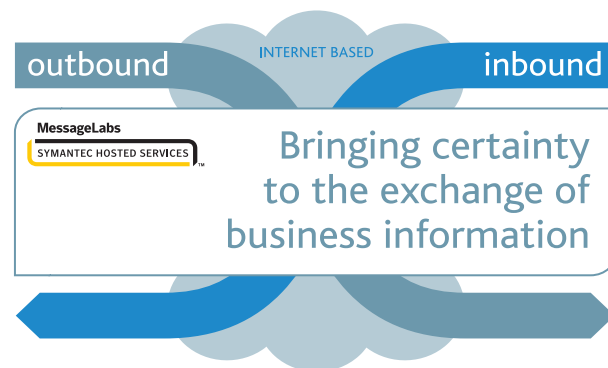 INTERNET BASED
outbound
inbound
MessageLabs
SYMANTEC HOSTED SERVICES
TM
Bringing certainty
to the exchange of
business information